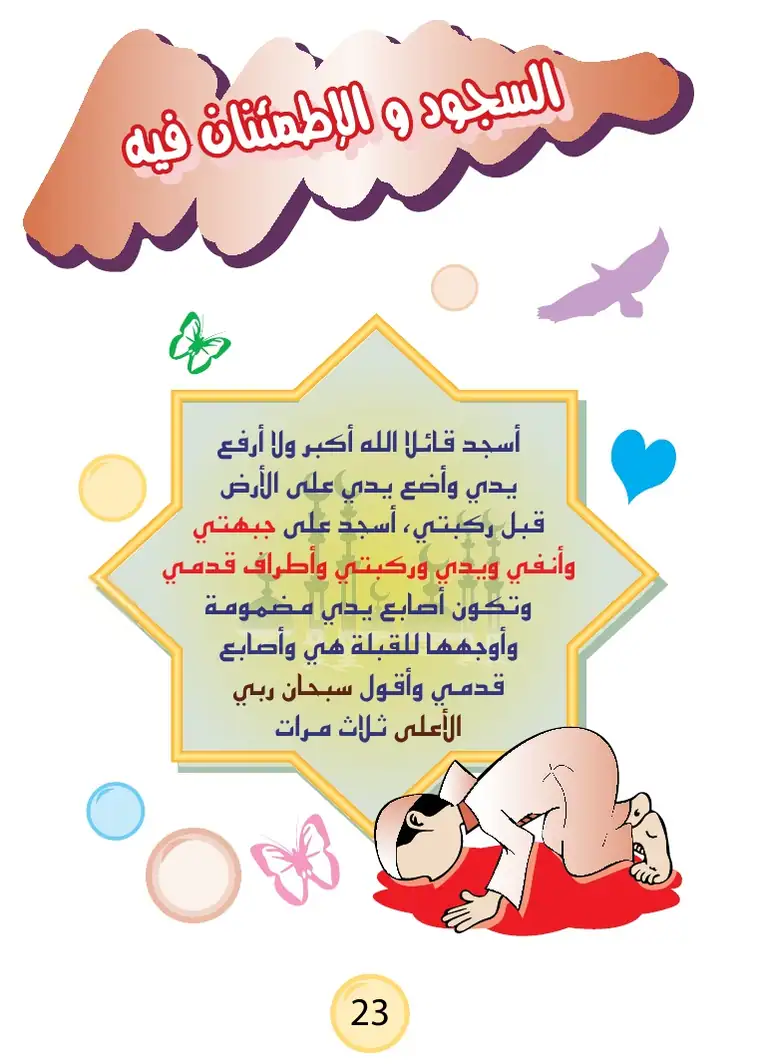 السجود و الإطمئنان فيه
أسجد قائلا الله أكبر ولا أرفع
يدي وأضع يدي على الأرض
قبل ركبتي، أسجد على جبهتي
وأنفي ويدي وركبتي وأطراف قدمي
وتكون أصابع يدي مضمومة
وأوجهها للقبلة هي وأصابع
قدمي وأقول سبحان ربي
الأعلى ثلاث مرات
23